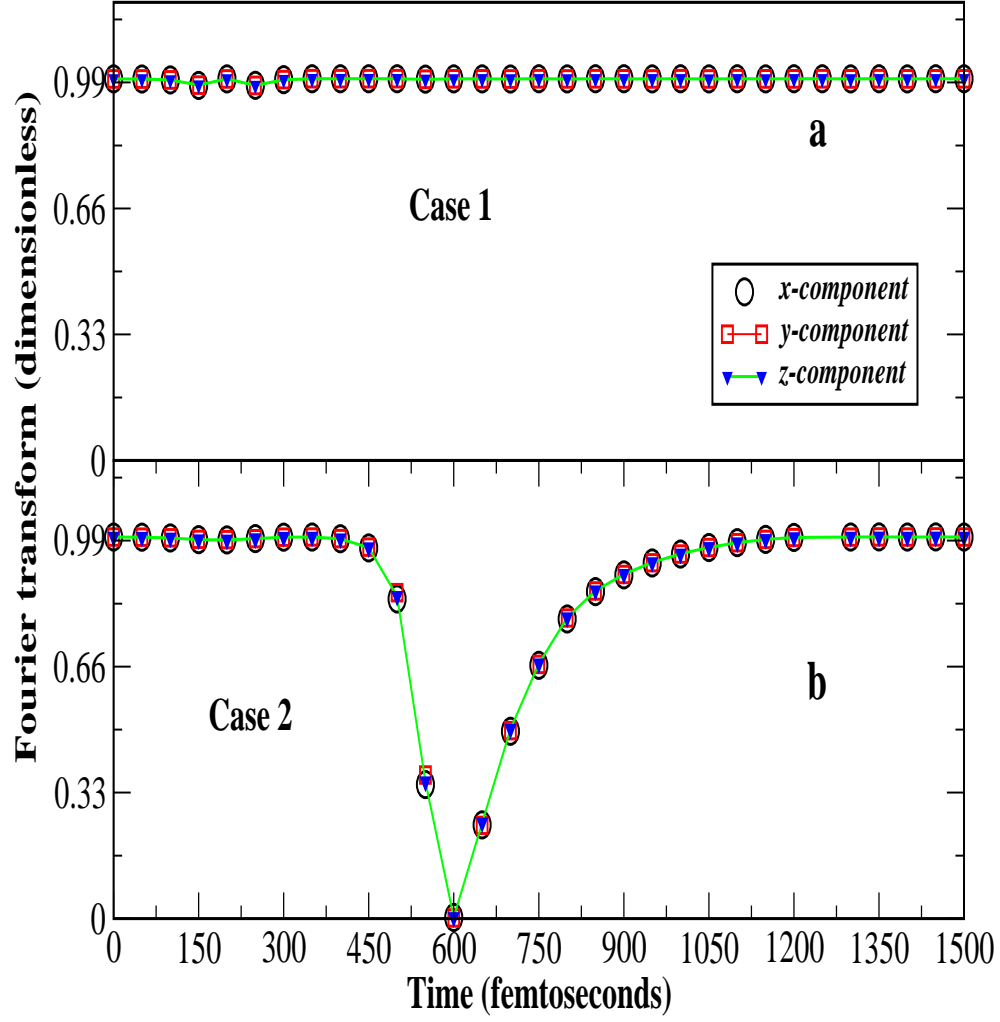 Fourier transform (dimensionless)
0.99
0.66
0.33
0
a
Case 1
x-component
y-component
z-component
0.99
0.66
0.33
0
b
Case 2
0 150 300 450 600 750 900 1050 1200 1350 1500
Time (femtoseconds)